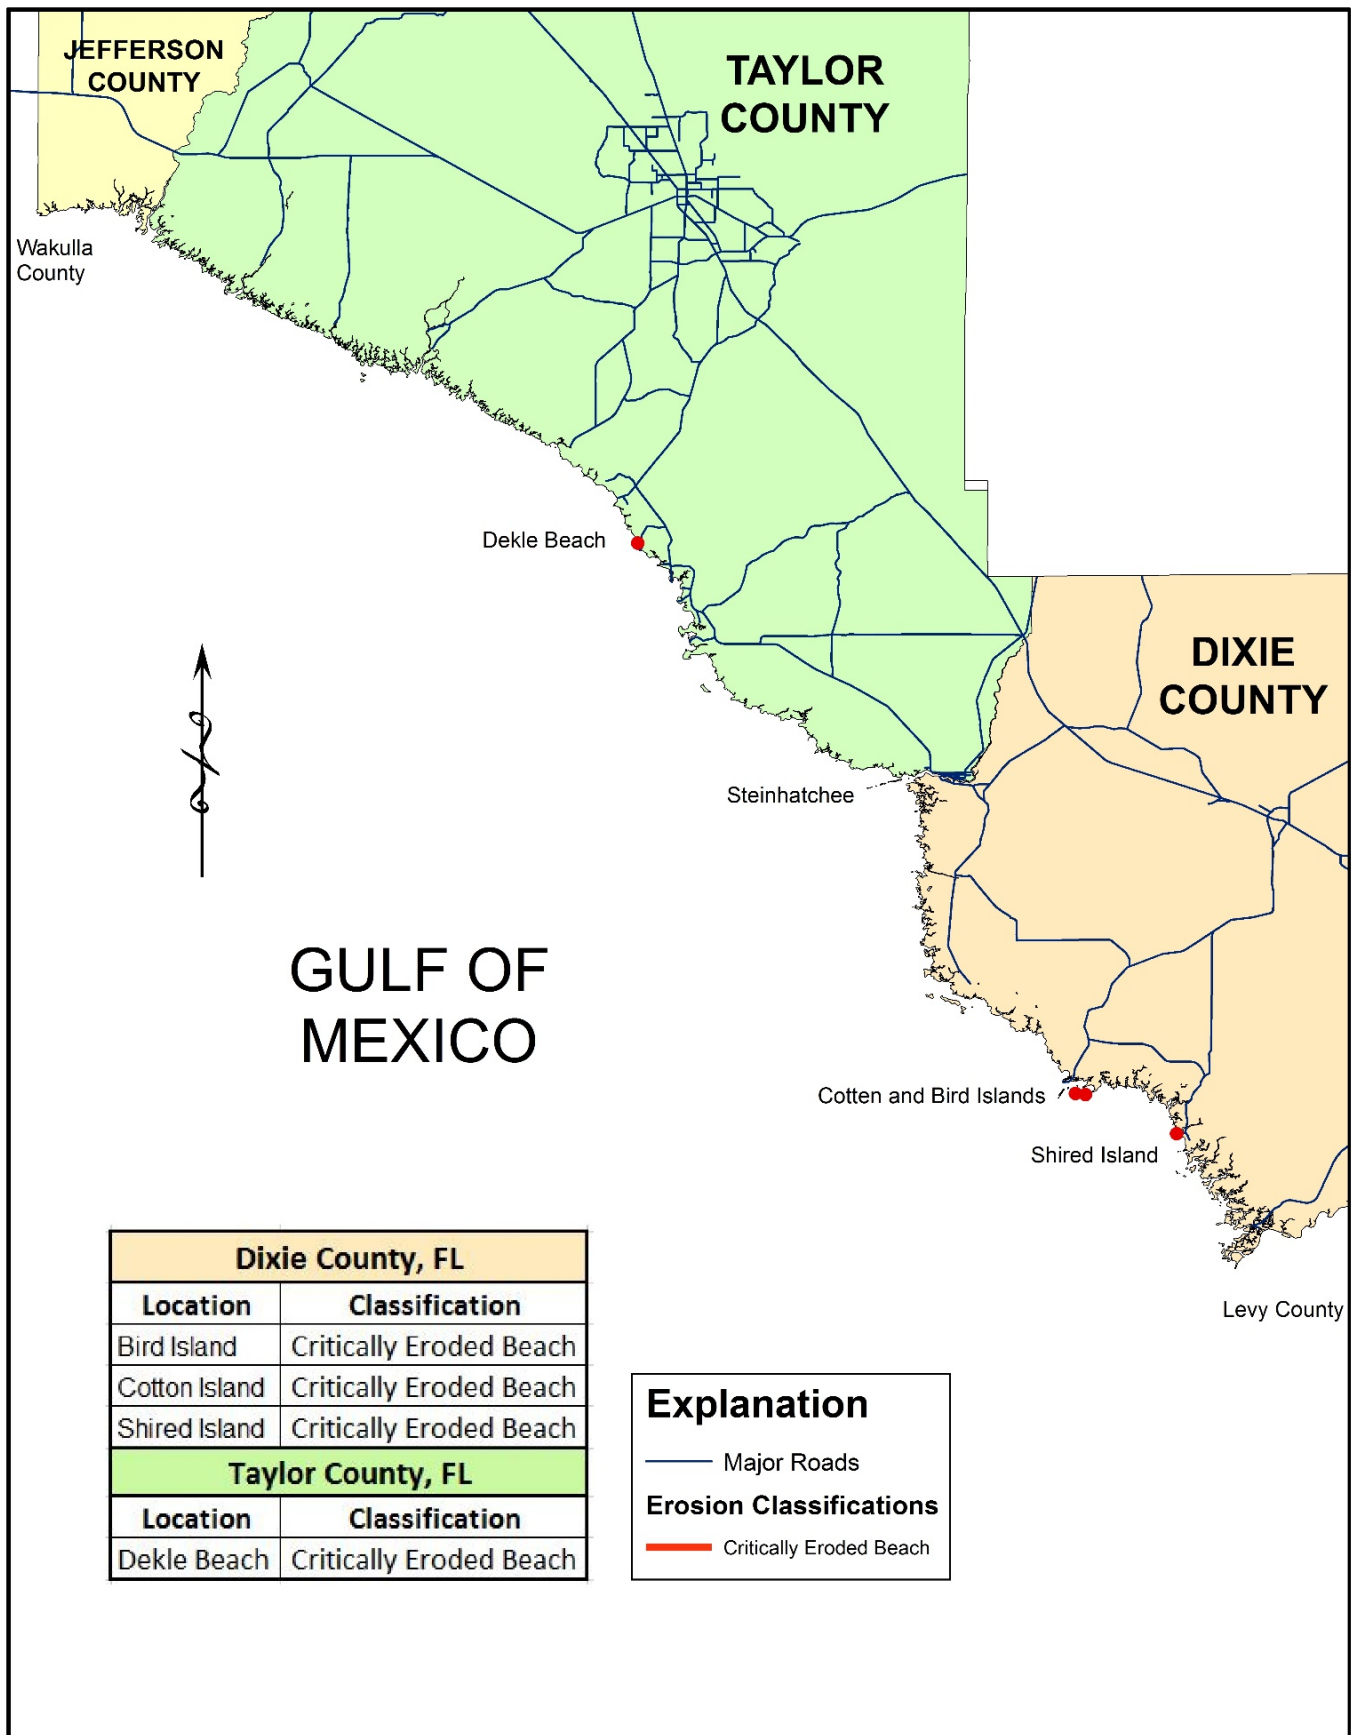 JEFFERSON
COUNTY
TAYLOR
COUNTY
Wakulla
County
Dekle Beach
DIXIE
COUNTY
Steinhatchee
GULF OF
MEXICO
Cotten and Bird Islands
Shired Island
Levy County
Dixie County, FL
Location Classification
Bird Island Critically Eroded Beach
Cotton Island Critically Eroded Beach
Shired Island Critically Eroded Beach
Taylor County, FL
Location Classification
Dekle Beach Critically Eroded Beach
Explanation
Major Roads
Erosion Classifications
Critically Eroded Beach